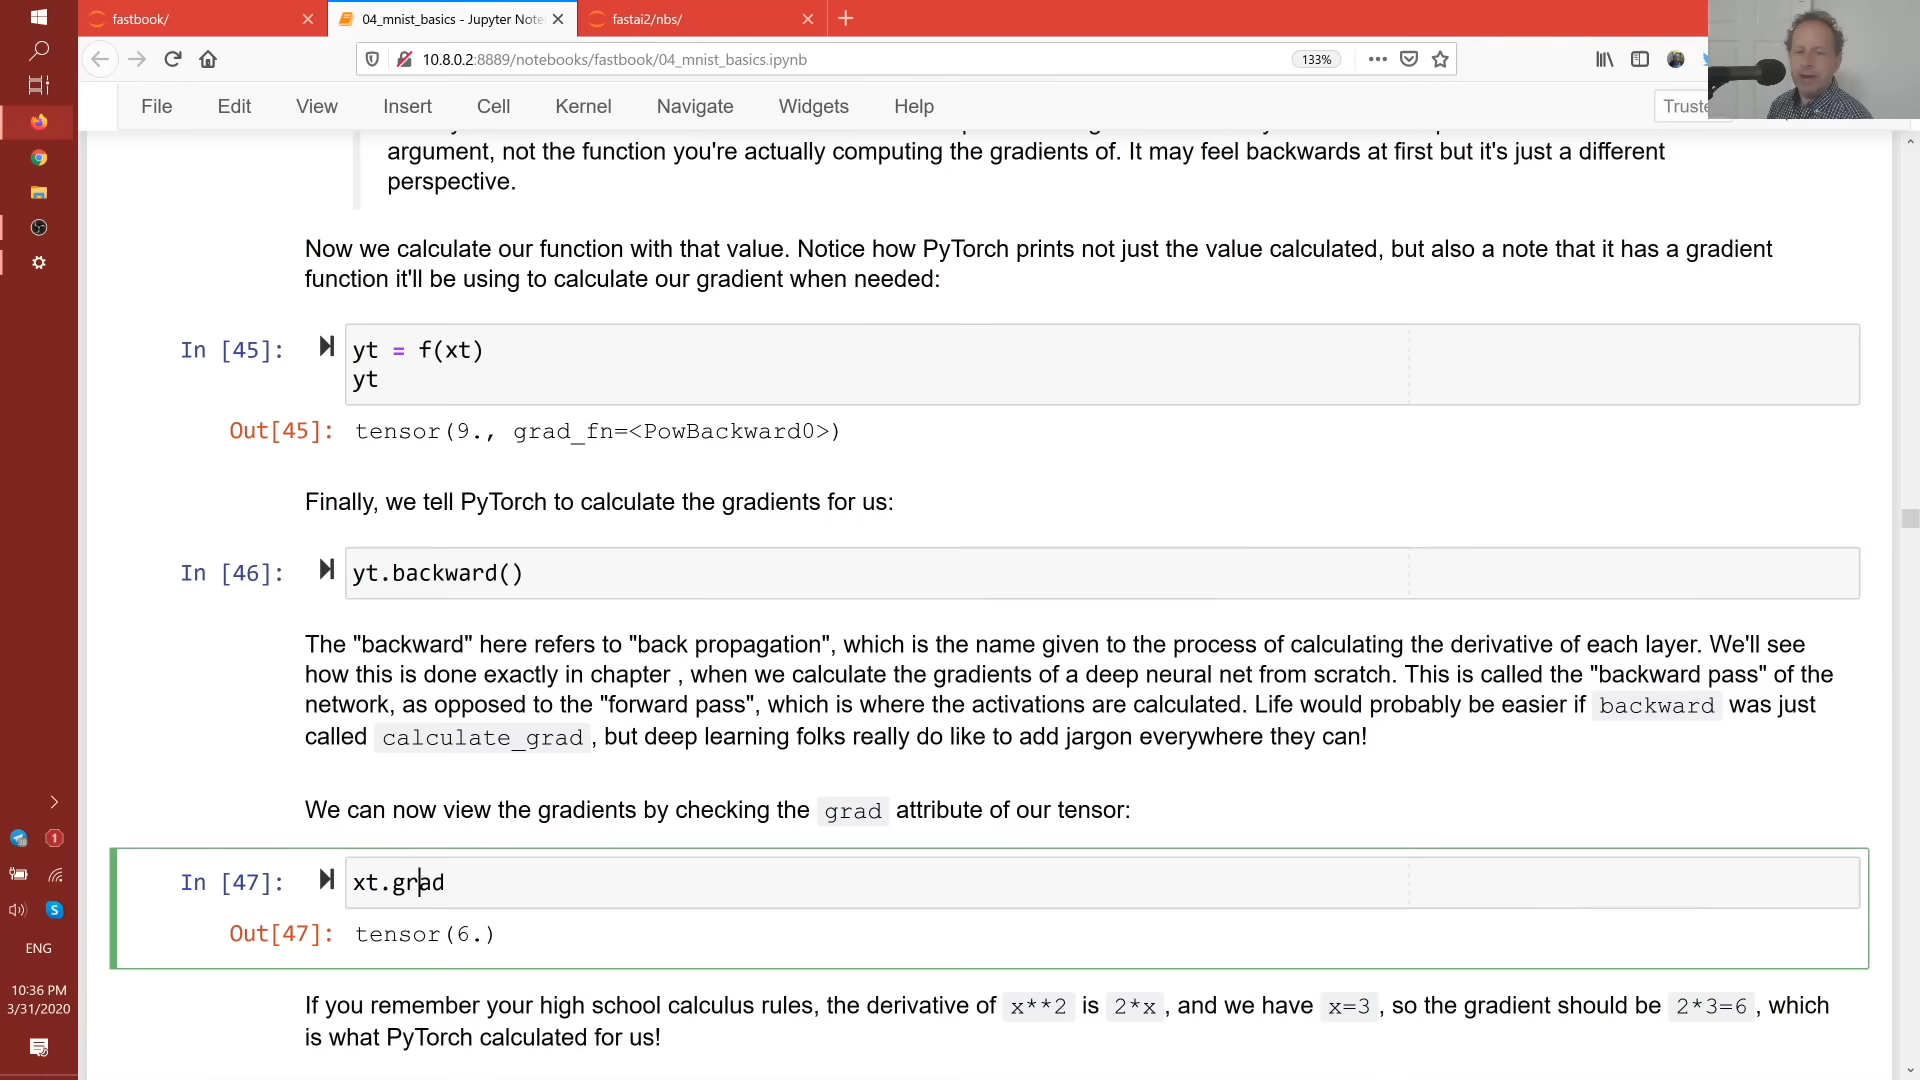 fastbook/
04_mnist_basics - Jupyter Note
fastai2/nbs/
10.8.0.2:8889/notebooks/fastbook/04_mnist_basics.ipynb
133%
File Edit View Insert Cell Kernel Navigate Widgets Help
Truste
argument, not the function you're actually computing the gradients of. It may feel backwards at first but it's just a different
perspective.
Now we calculate our function with that value. Notice how PyTorch prints not just the value calculated, but also a note that it has a gradient
function it'll be using to calculate our gradient when needed:
In [45]: yt = f(xt)
yt
Out[45]: tensor(9., grad_fn=<PowBackward0>)
Finally, we tell PyTorch to calculate the gradients for us:
In [46]: yt.backward()
The "backward" here refers to "back propagation", which is the name given to the process of calculating the derivative of each layer. We'll see
how this is done exactly in chapter , when we calculate the gradients of a deep neural net from scratch. This is called the "backward pass" of the
network, as opposed to the "forward pass", which is where the activations are calculated. Life would probably be easier if backward was just
called calculate_grad , but deep learning folks really do like to add jargon everywhere they can!
We can now view the gradients by checking the grad attribute of our tensor:
In [47]: xt.grad
Out[47]: tensor(6.)
If you remember your high school calculus rules, the derivative of x**2 is 2*x , and we have x=3 , so the gradient should be 2*3=6 , which
is what PyTorch calculated for us!
1
ENG
10:36 PM
3/31/2020